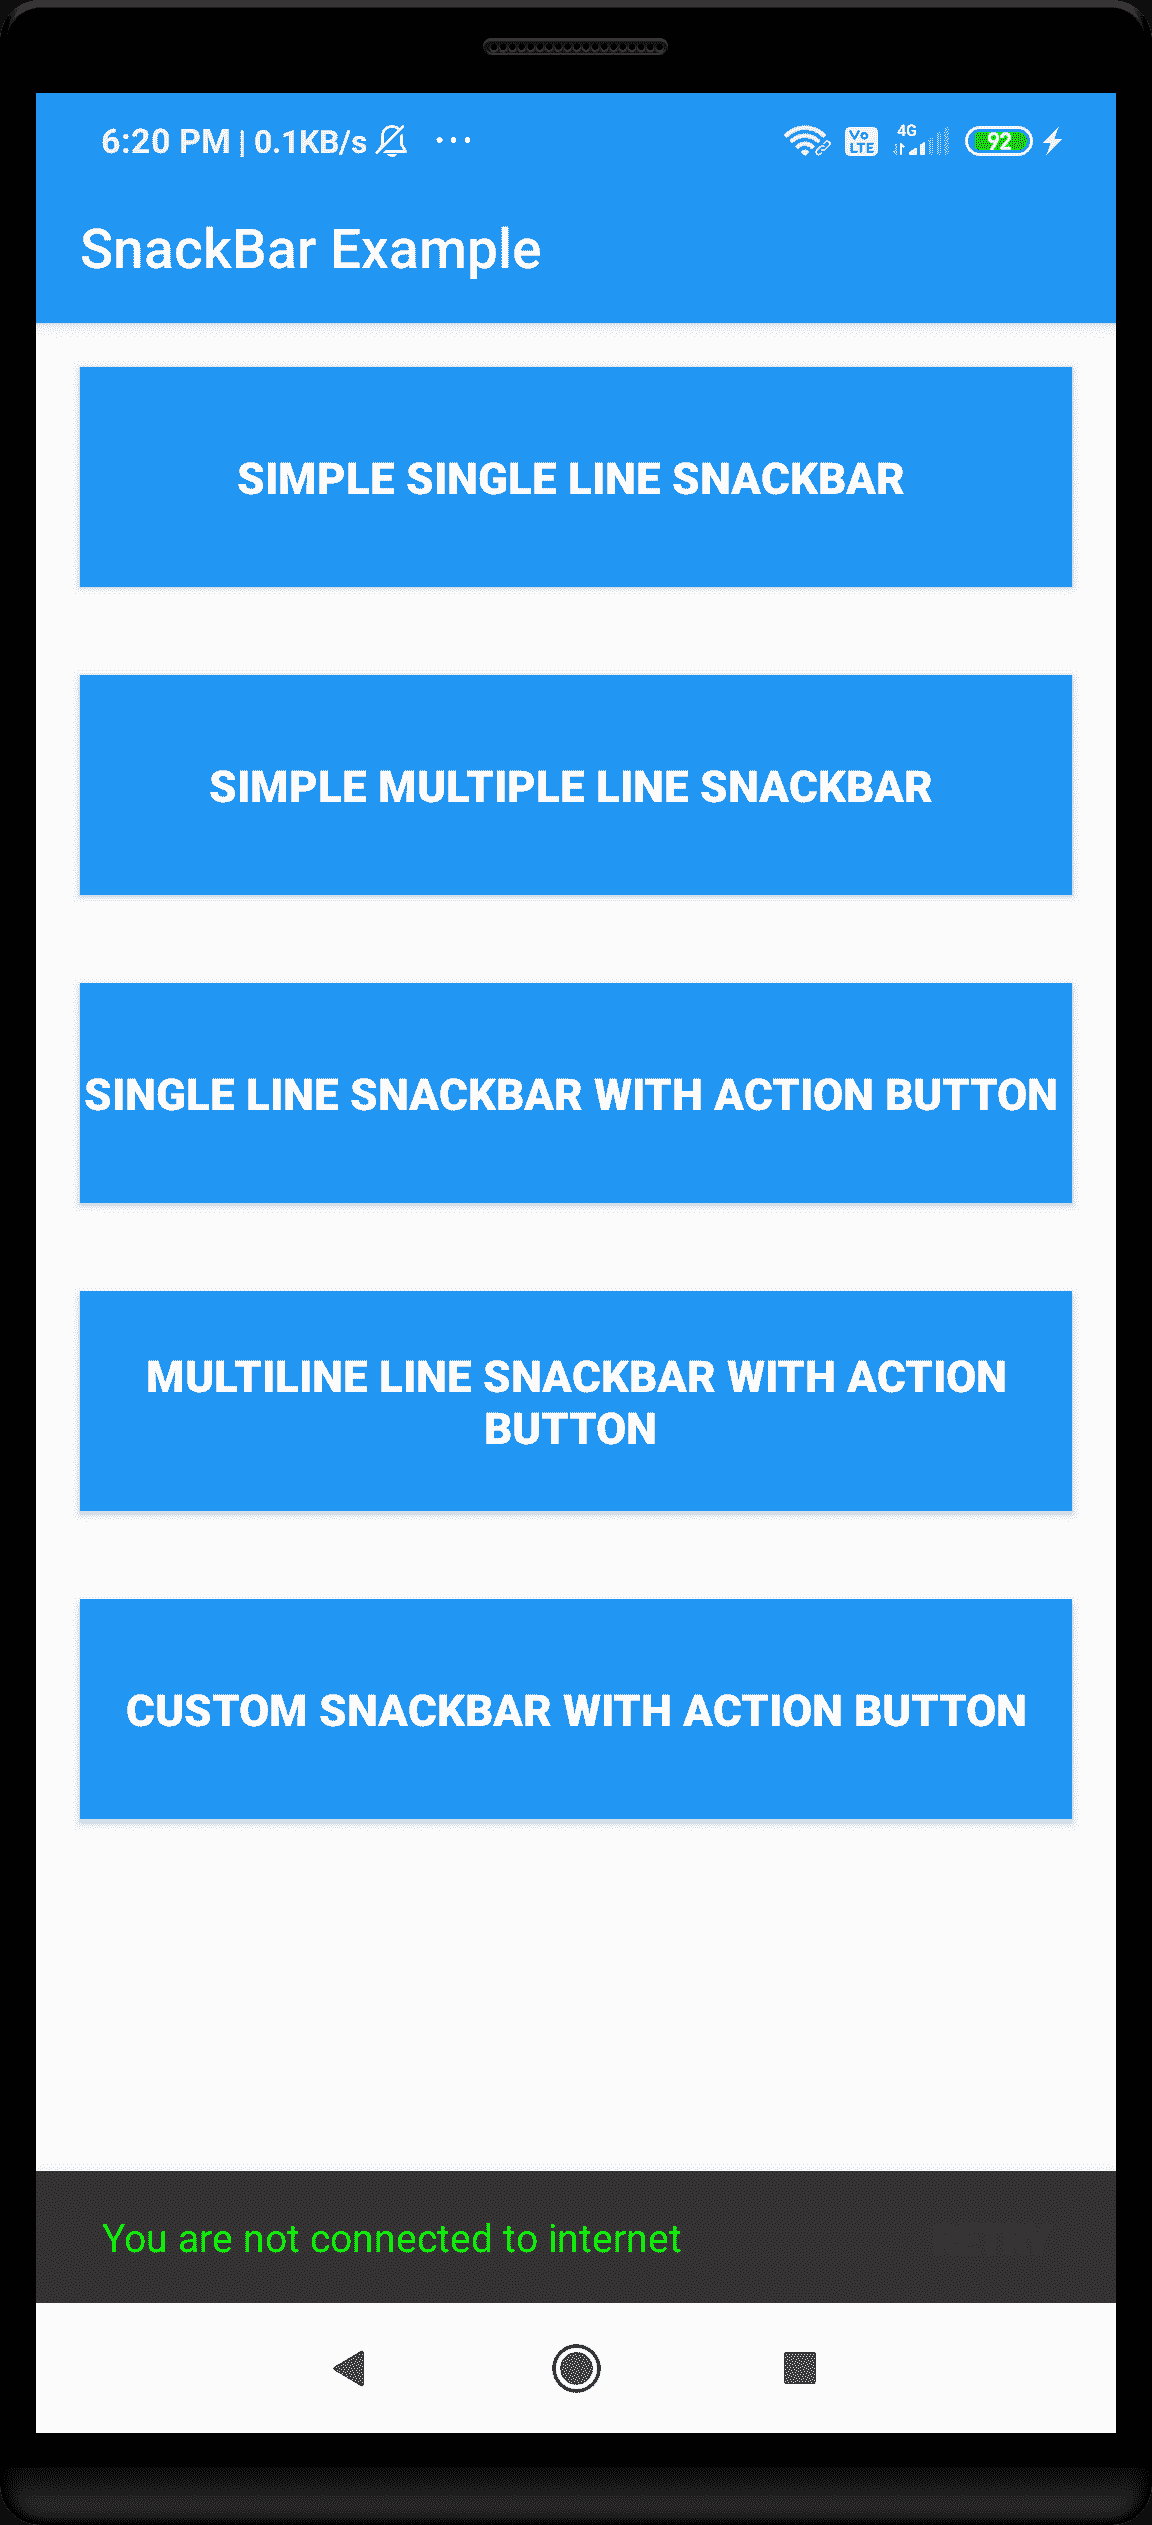 6:20 PM | 0.1KB/s ...
Vo LTE 4G 92
SnackBar Example
SIMPLE SINGLE LINE SNACKBAR
SIMPLE MULTIPLE LINE SNACKBAR
SINGLE LINE SNACKBAR WITH ACTION BUTTON
MULTILINE LINE SNACKBAR WITH ACTION
BUTTON
CUSTOM SNACKBAR WITH ACTION BUTTON
You are not connected to internet